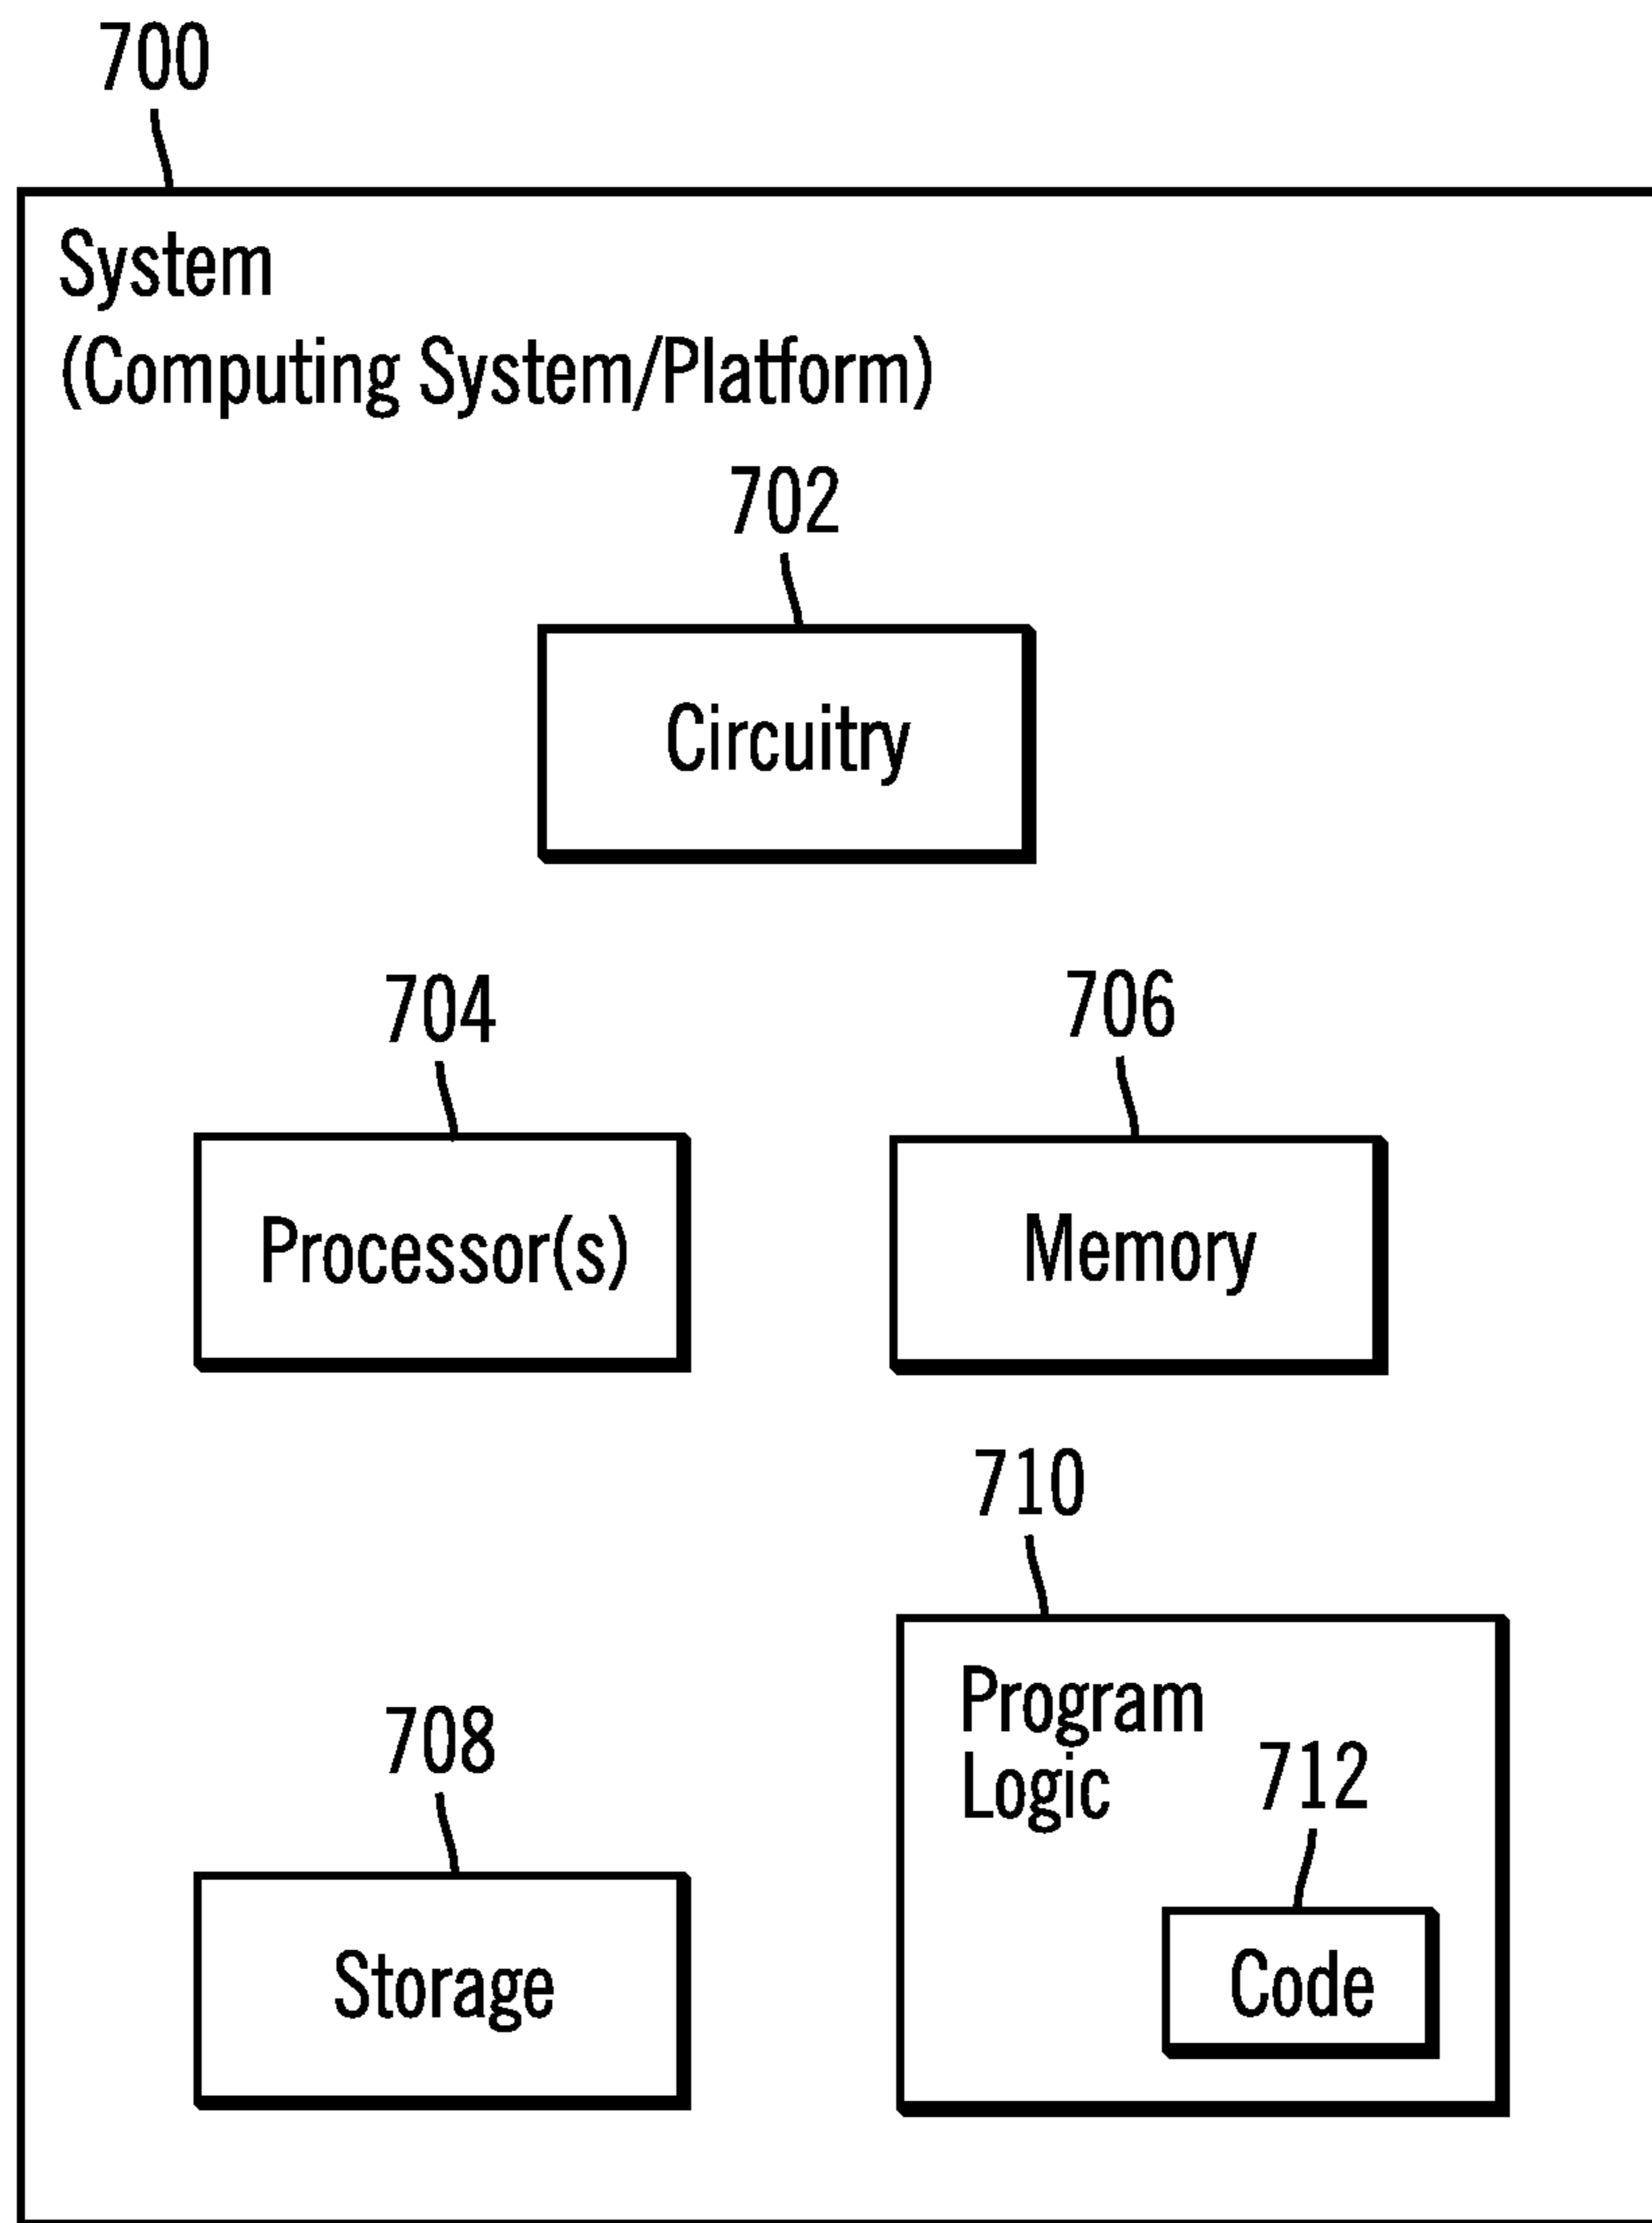 700
System
(Computing System/Platform)
702
Circuitry
704
706
Processor(s)
Memory
710
Program
Logic
708
712
Storage
Code